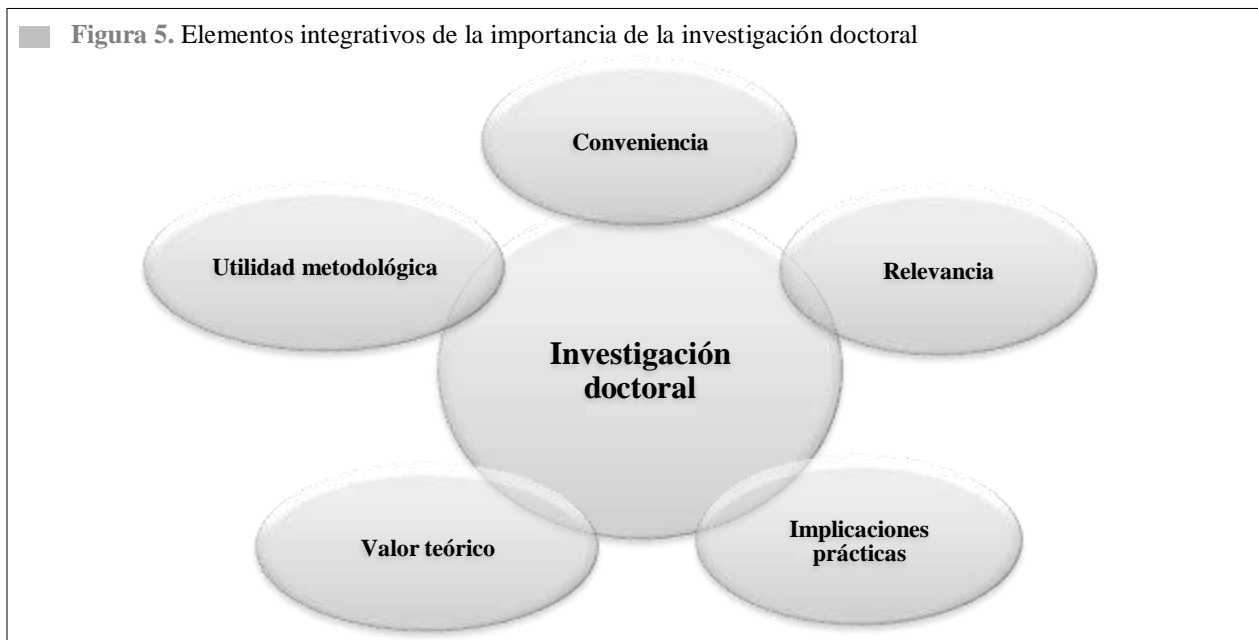 Figura 5. Elementos integrativos de la importancia de la investigación doctoral
Conveniencia
Utilidad metodológica
Relevancia
Investigación
doctoral
Valor teórico
Implicaciones
prácticas